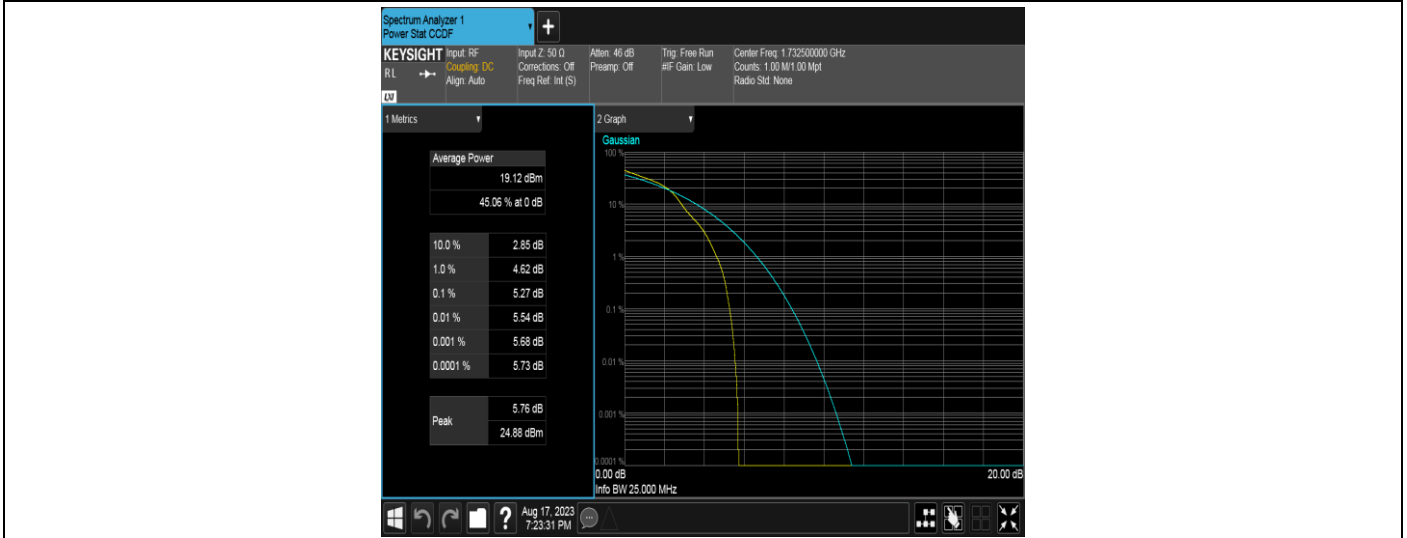 Spectrum Analyzer 1
Power Stat CCDF
+
KEYSIGHT
RL
LXI
Input: RF
Coupling: DC
Align: Auto
Input Z: 50 Ω
Corrections: Off
Freq Ref: Int (S)
Atten: 46 dB
Preamp: Off
Trig: Free Run
#IF Gain: Low
Center Freq: 1.732500000 GHz
Counts: 1.00 M/1.00 Mpt
Radio Std: None
1 Metrics
Average Power
19.12 dBm
45.06 % at 0 dB
10.0 % 2.85 dB
1.0 % 4.62 dB
0.1 % 5.27 dB
0.01 % 5.54 dB
0.001 % 5.68 dB
0.0001 % 5.73 dB
Peak
5.76 dB
24.88 dBm
2 Graph
Gaussian
100 %
10 %
1 %
0.1 %
0.01 %
0.001 %
0.0001 %
0.00 dB 20.00 dB
Info BW 25.000 MHz
?
Aug 17, 2023
7:23:31 PM